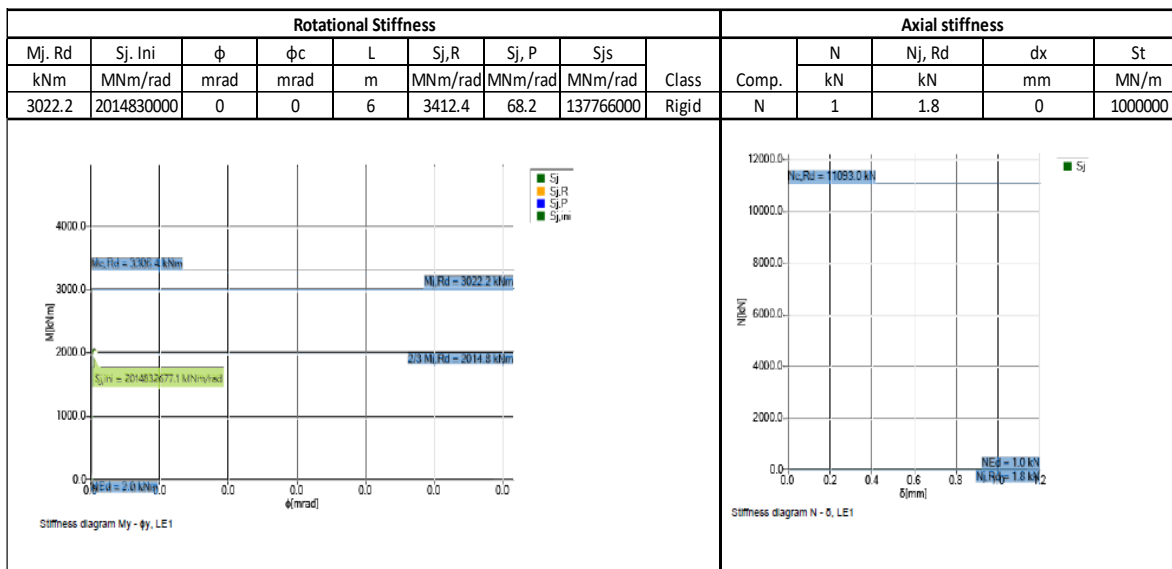 Rotational Stiffness Axial stiffness
Mj. Rd Sj. Ini ϕ ϕc L Sj,R Sj, P Sjs N Nj, Rd dx St
kNm MNm/rad mrad mrad m MNm/rad MNm/rad MNm/rad Class Comp. kN kN mm MN/m
3022.2 2014830000 0 0 6 3412.4 68.2 137766000 Rigid N 1 1.8 0 1000000
Sj
Sj,R
Sj,P
Sj,ini
4000.0
Mc,Rd = 3306.4 kNm
Mj,Rd = 3022.2 kNm
3000.0
M[kNm]
2000.0
2/3 Mj,Rd = 2014.8 kNm
Sj,ini = 2014832677.1 MNm/rad
1000.0
0.0
MEd = 2.0 kNm
0.0 0.0 0.0 0.0 0.0 0.0 0.0
ϕ[mrad]
Stiffness diagram My - ϕy, LE1
Sj
12000.0
Nc,Rd = 11093.0 kN
10000.0
8000.0
N[kN]
6000.0
4000.0
2000.0
NEd = 1.0 kN
0.0
Nj,Rd = 1.8 kN
0.0 0.2 0.4 0.6 0.8 1.0 1.2
δ[mm]
Stiffness diagram N - δ, LE1